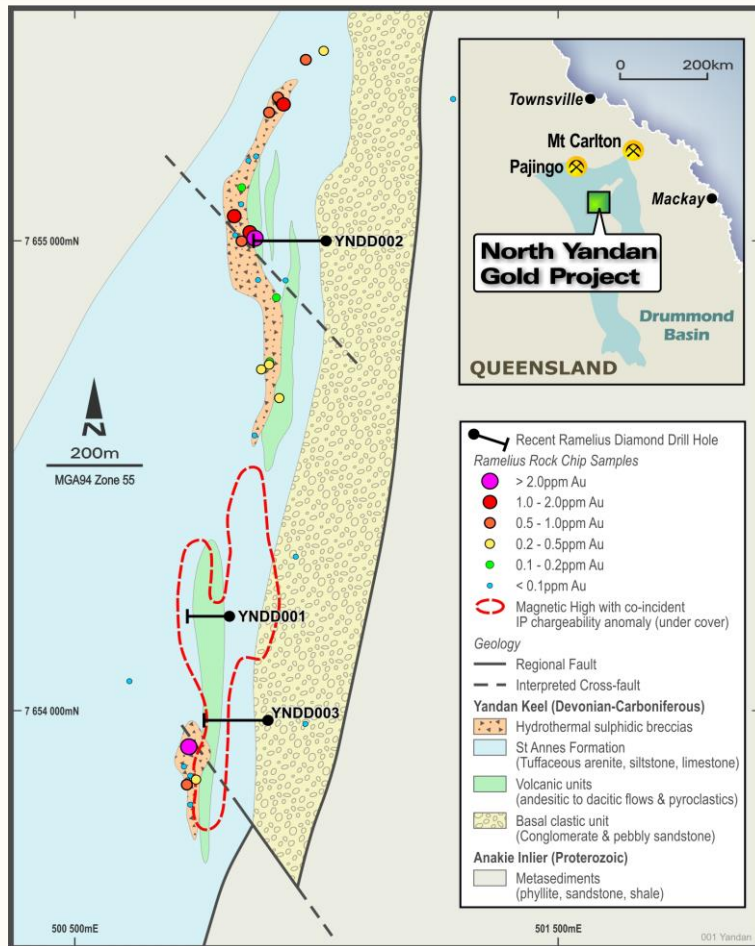 0 200km
Townsville
Mt Carlton
Pajingo
Mackay
North Yandan
Gold Project
Drummond
Basin
QUEENSLAND
7 655 000mN
YNDD002
N
200m
MGA94 Zone 55
YNDD001
7 654 000mN
YNDD003
Recent Ramelius Diamond Drill Hole
Ramelius Rock Chip Samples
> 2.0ppm Au
1.0 - 2.0ppm Au
0.5 - 1.0ppm Au
0.2 - 0.5ppm Au
0.1 - 0.2ppm Au
< 0.1ppm Au
Magnetic High with co-incident
IP chargeability anomaly (under cover)
Geology
Regional Fault
Interpreted Cross-fault
Yandan Keel (Devonian-Carboniferous)
Hydrothermal sulphidic breccias
St Annes Formation
(Tuffaceous arenite, siltstone, limestone)
Volcanic units
(andesitic to dacitic flows & pyroclastics)
Basal clastic unit
(Conglomerate & pebbly sandstone)
Anakie Inlier (Proterozoic)
Metasediments
(phyllite, sandstone, shale)
500 500mE
501 500mE
001 Yandan